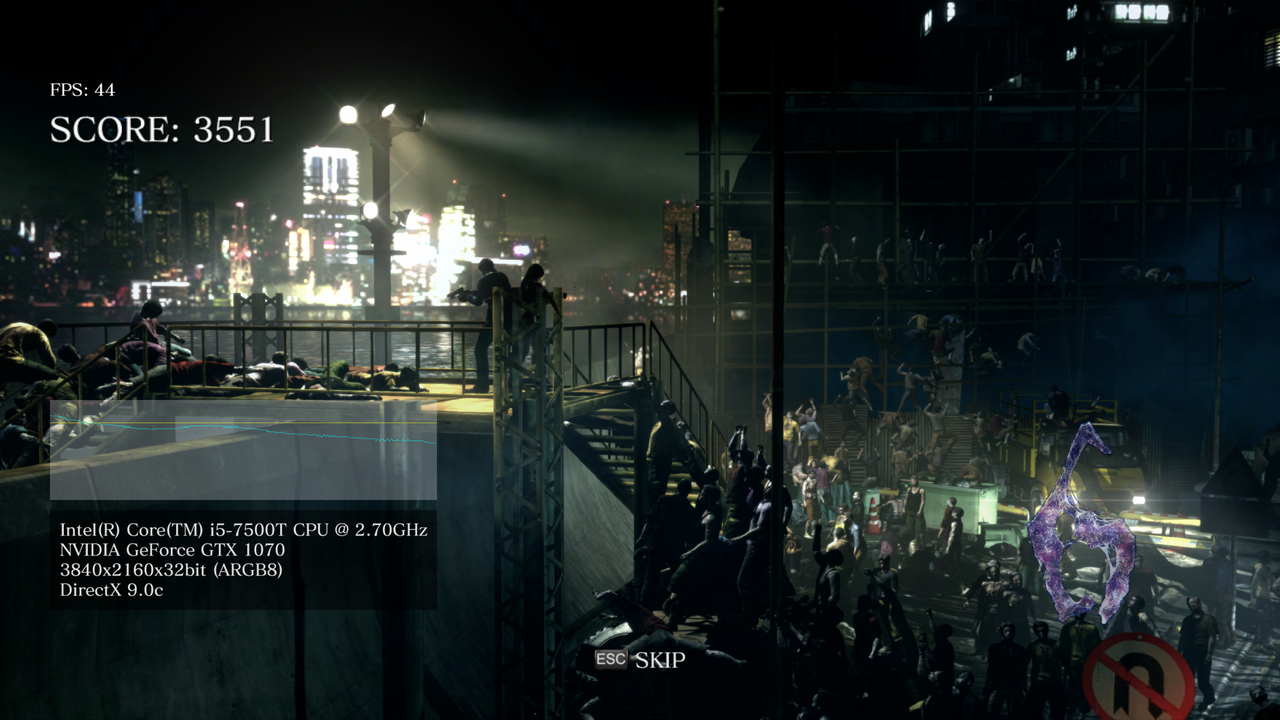 FPS: 44
SCORE: 3551
Intel(R) Core(TM) i5-7500T CPU @ 2.70GHz
NVIDIA GeForce GTX 1070
3840x2160x32bit (ARGB8)
DirectX 9.0c
ESC SKIP